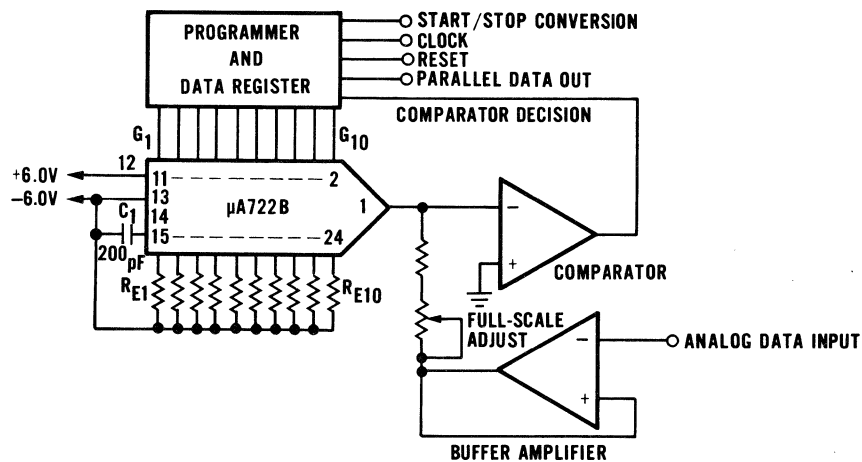 PROGRAMMER
AND
DATA REGISTER
START/STOP CONVERSION
CLOCK
RESET
PARALLEL DATA OUT
COMPARATOR DECISION
G1
G10
+6.0V
12
11
2
-6.0V
13
14
C1
15
24
200 pF
μA722B
1
−
+
COMPARATOR
RE1
RE10
FULL-SCALE
ADJUST
−
+
ANALOG DATA INPUT
BUFFER AMPLIFIER